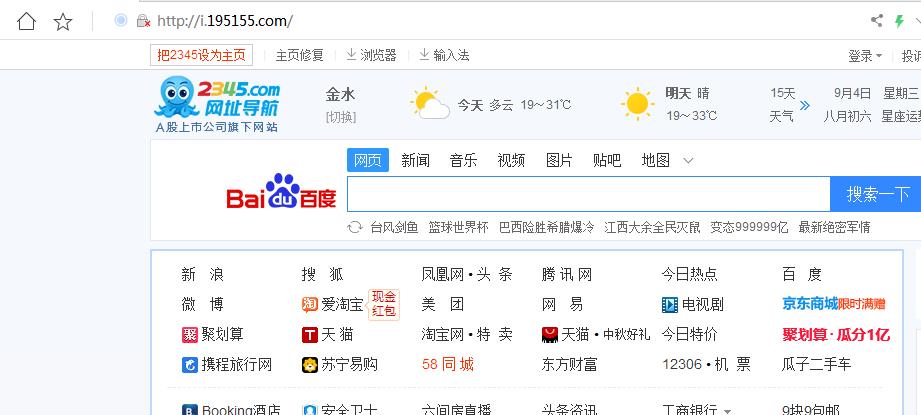 http://i.195155.com/
把2345设为主页 主页修复 浏览器 输入法 登录 投诉
2345.com
网址导航
A股上市公司旗下网站
金水
[切换]
今天 多云 19～31℃
明天 晴
19～33℃
15天
天气
9月4日 星期三
八月初六 星座运
网页 新闻 音乐 视频 图片 贴吧 地图
Bai du 百度
搜索一下
台风剑鱼 篮球世界杯 巴西险胜希腊爆冷 江西大余全民灭鼠 变态999999亿 最新绝密军情
新 浪 搜 狐 凤凰网·头 条 腾 讯 网 今日热点 百 度
微 博 爱淘宝 现金红包 美 团 网 易 电视剧 京东商城限时满赠
聚划算 天 猫 淘宝网·特 卖 天猫·中秋好礼 今日特价 聚划算·瓜分1亿
携程旅行网 苏宁易购 58 同 城 东方财富 12306·机 票 瓜子二手车
Booking酒店 安全卫士 六间房直播 头条资讯 工商银行 9块9包邮